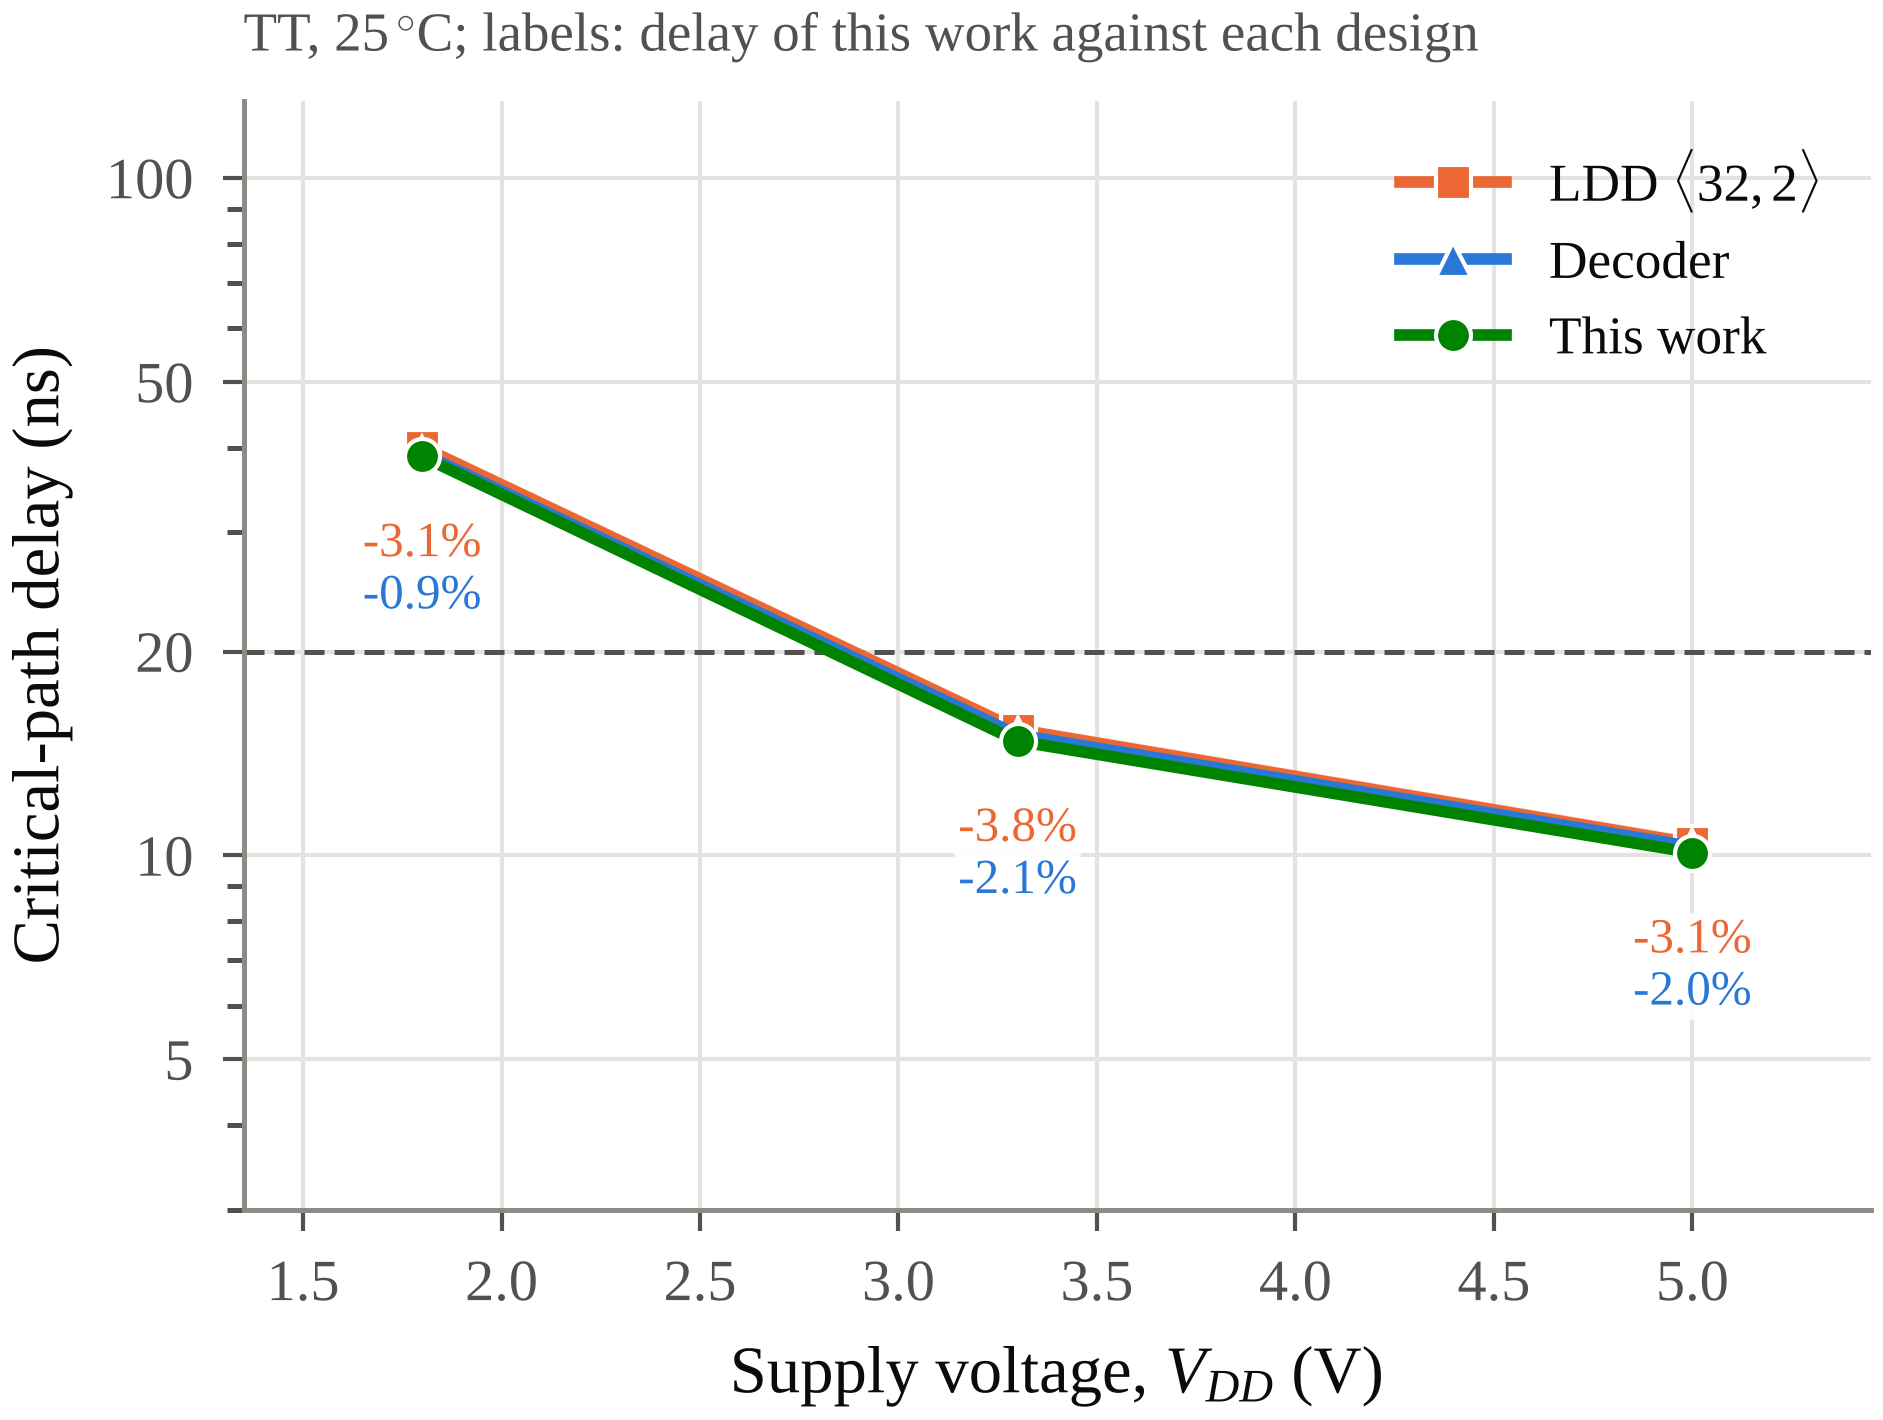 TT, 25°C; labels: delay of this work against each design
Critical-path delay (ns)
100
50
20
10
5
LDD ⟨32, 2⟩
Decoder
This work
-3.1%
-0.9%
-3.8%
-2.1%
-3.1%
-2.0%
1.5 2.0 2.5 3.0 3.5 4.0 4.5 5.0
Supply voltage, V_DD (V)